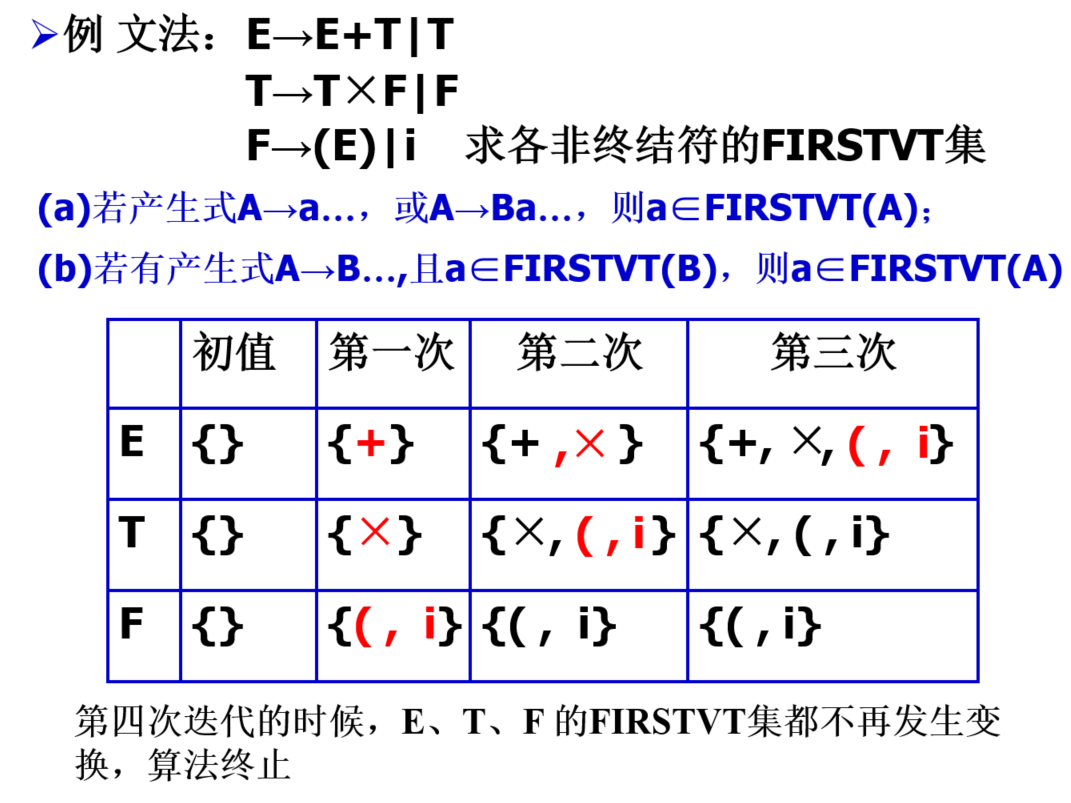 ➢例 文法：E→E+T|T
T→T×F|F
F→(E)|i 求各非终结符的FIRSTVT集
(a)若产生式A→a…，或A→Ba…，则a∈FIRSTVT(A)；
(b)若有产生式A→B…,且a∈FIRSTVT(B)，则a∈FIRSTVT(A)
初值 第一次 第二次 第三次
E {} {+} {+ ,× } {+, ×, ( , i}
T {} {×} {×, ( , i } {×, ( , i}
F {} {( , i} {( , i} {( , i}
第四次迭代的时候，E、T、F 的FIRSTVT集都不再发生变
换，算法终止